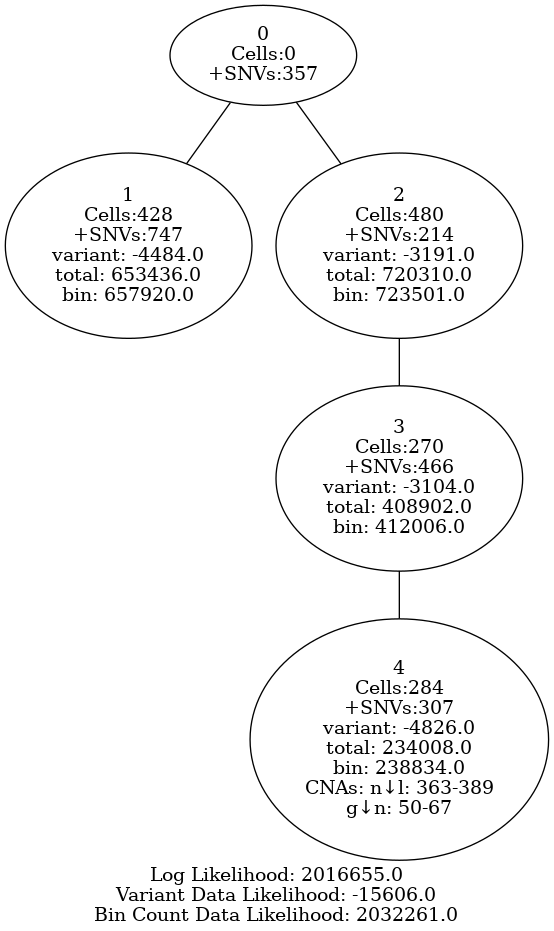 0
Cells:0
+SNVs:357
1
Cells:428
+SNVs:747
variant: -4484.0
total: 653436.0
bin: 657920.0
2
Cells:480
+SNVs:214
variant: -3191.0
total: 720310.0
bin: 723501.0
3
Cells:270
+SNVs:466
variant: -3104.0
total: 408902.0
bin: 412006.0
4
Cells:284
+SNVs:307
variant: -4826.0
total: 234008.0
bin: 238834.0
CNAs: n↓l: 363-389
g↓n: 50-67
Log Likelihood: 2016655.0
Variant Data Likelihood: -15606.0
Bin Count Data Likelihood: 2032261.0